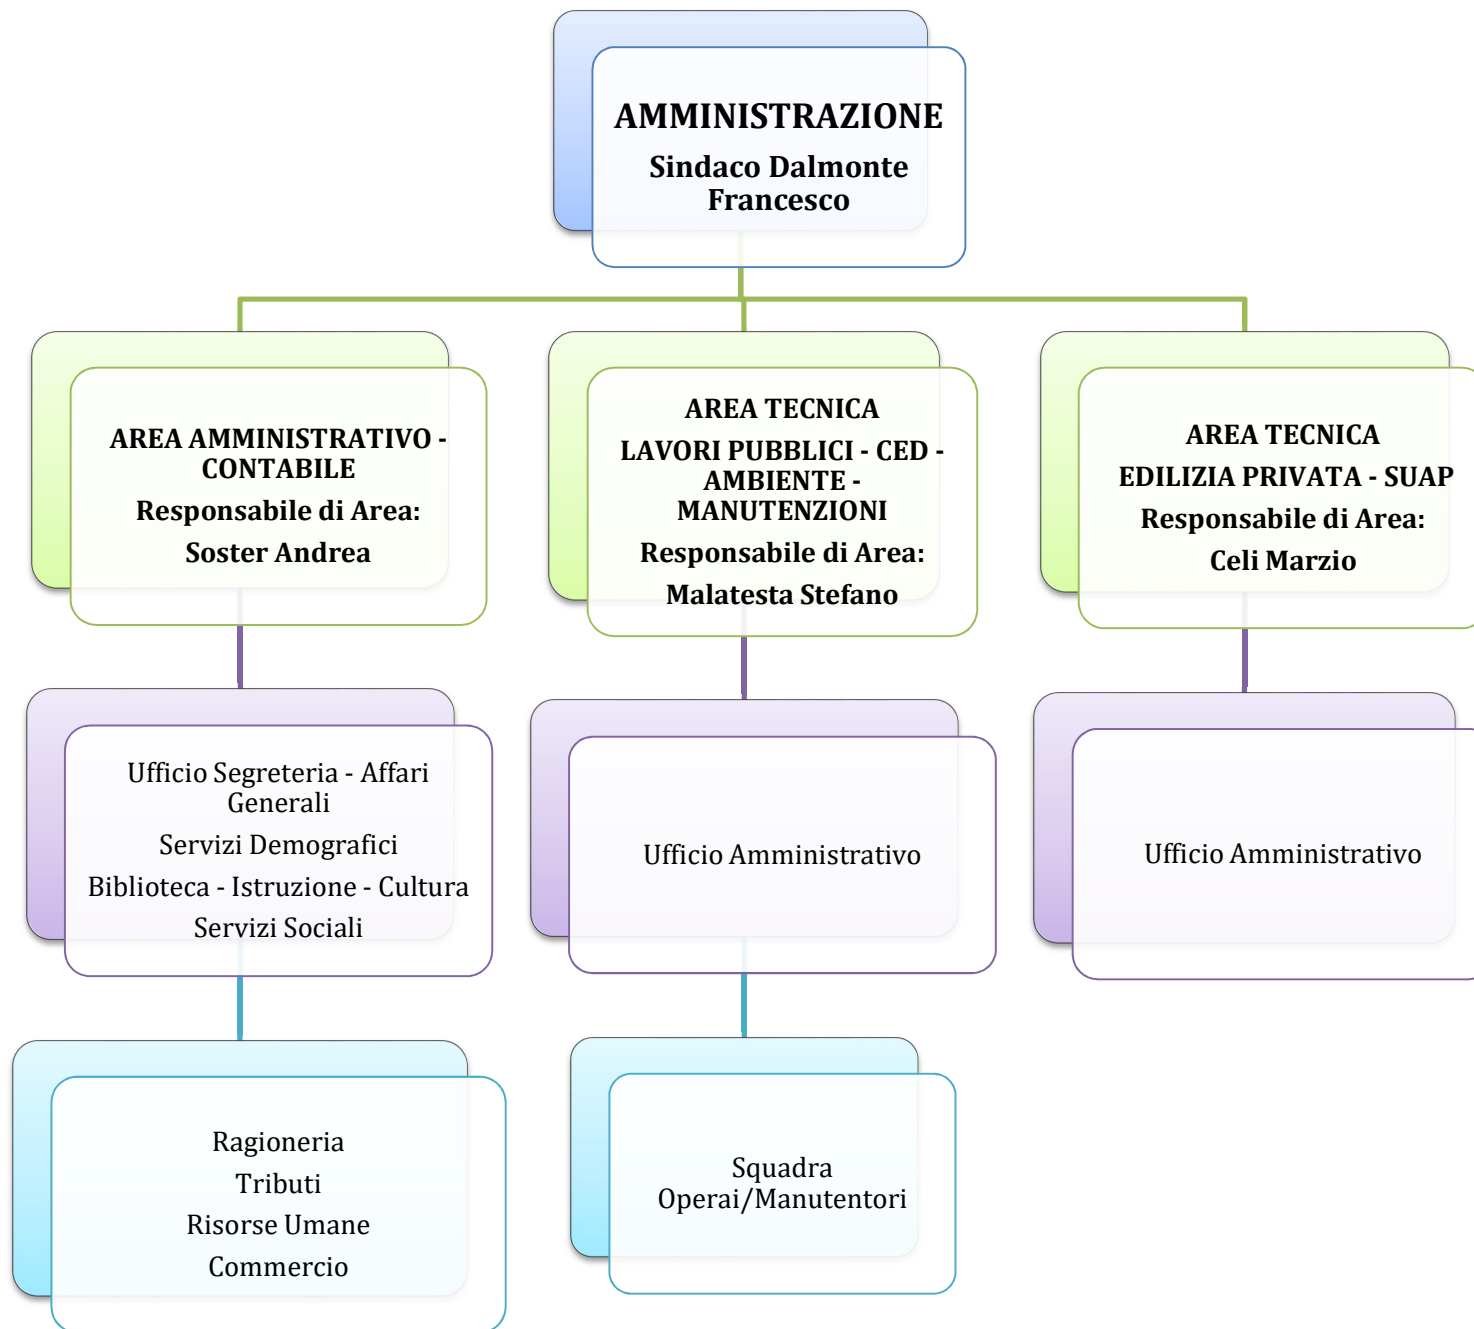 AMMINISTRAZIONE
Sindaco Dalmonte
Francesco
AREA AMMINISTRATIVO -
CONTABILE
Responsabile di Area:
Soster Andrea
AREA TECNICA
LAVORI PUBBLICI - CED -
AMBIENTE -
MANUTENZIONI
Responsabile di Area:
Malatesta Stefano
AREA TECNICA
EDILIZIA PRIVATA - SUAP
Responsabile di Area:
Celi Marzio
Ufficio Segreteria - Affari
Generali
Servizi Demografici
Biblioteca - Istruzione - Cultura
Servizi Sociali
Ufficio Amministrativo
Ufficio Amministrativo
Ragioneria
Tributi
Risorse Umane
Commercio
Squadra
Operai/Manutentori